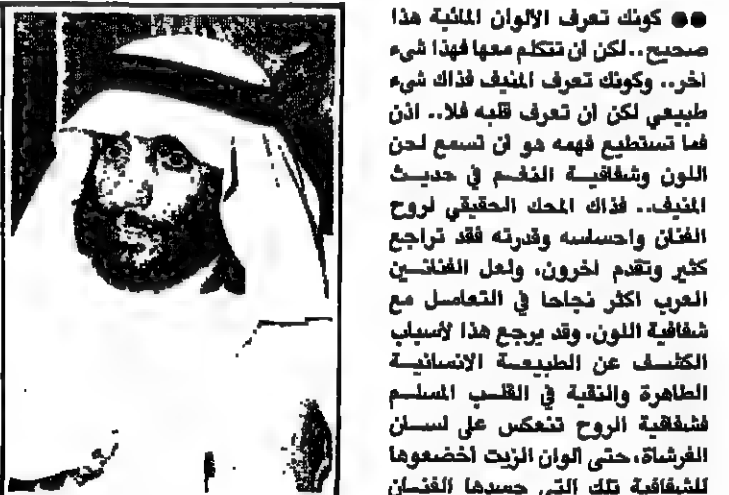 ●● كونك تعرف الألوان المائية هذا
صحيح.. لكن ان تتكلم معها فهذا شيء
اخر.. وكونك تعرف المنيف فذاك شيء
طبيعي لكن ان تعرف قلبه فلا.. اذن
فما تستطيع فهمه هو ان تسمع لحن
اللون وشفافية النغم في حديث
المنيف.. فذاك المحك الحقيقي لروح
الفنان واحساسه وقدرته فقد تراجع
كثير وتقدم اخرون، ولعل الفنانين
العرب اكثر نجاحا في التعامل مع
شفافية اللون، وقد يرجع هذا لأسباب
الكشف عن الطبيعة الانسانية
الطاهرة والنقية في القلب المسلم
فشفافية الروح تنعكس على لسان
الفرشاة، حتى الوان الزيت اخضعوها
للشفافية تلك التي جسدها الفنان